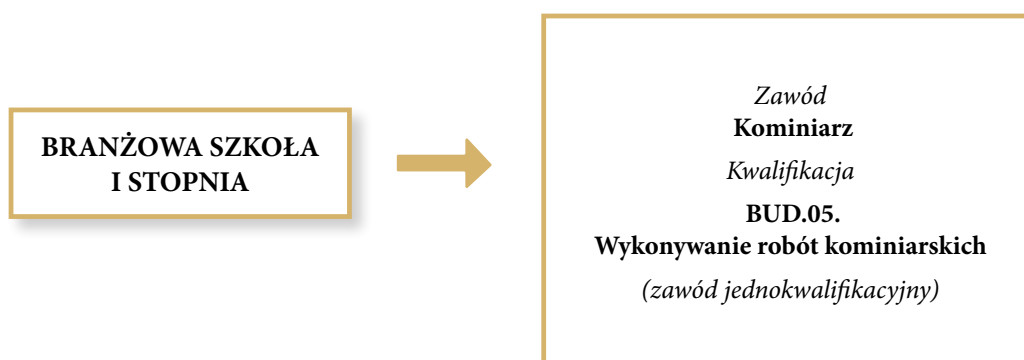 BRANŻOWA SZKOŁA
I STOPNIA
Zawód
Kominiarz
Kwalifikacja
BUD.05.
Wykonywanie robót kominiarskich
(zawód jednokwalifikacyjny)